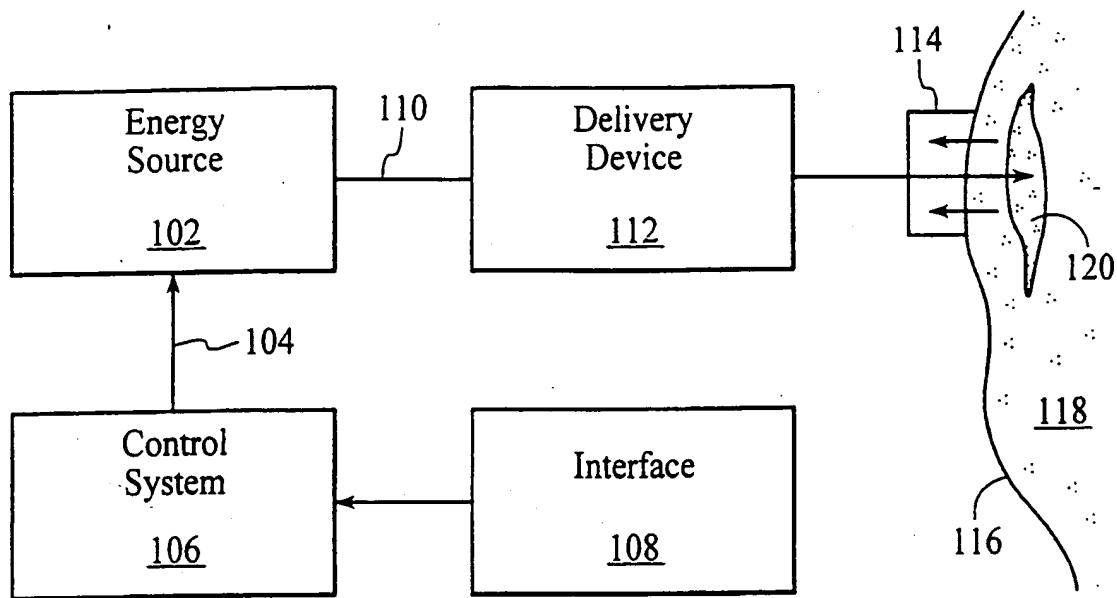 114
Energy
Source
102
110
Delivery
Device
112
120
104
Control
System
106
Interface
108
118
116